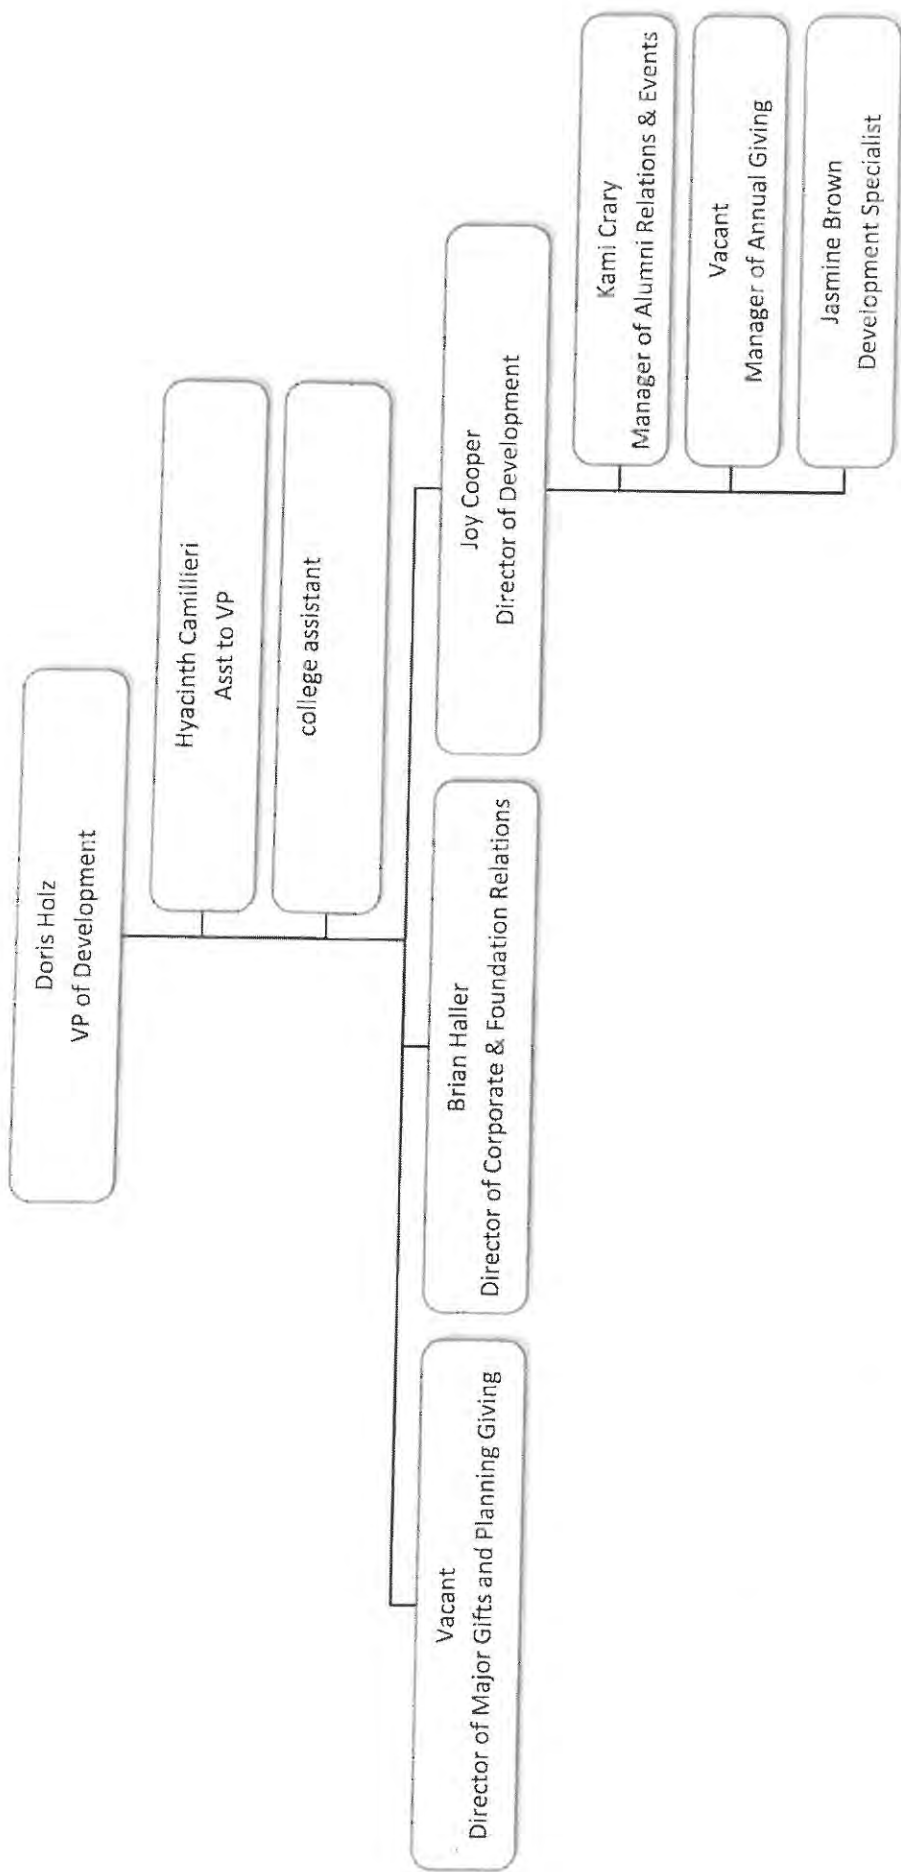 Doris Holz
VP of Development
Hyacinth Camillieri
Asst to VP
college assistant
Vacant
Director of Major Gifts and Planning Giving
Brian Haller
Director of Corporate & Foundation Relations
Joy Cooper
Director of Development
Kami Crary
Manager of Alumni Relations & Events
Vacant
Manager of Annual Giving
Jasmine Brown
Development Specialist